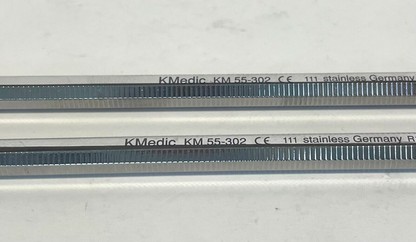 KMedic KM 55-302 CE 111 stainless Germany
KMedic KM 55-302 CE 111 stainless Germany R